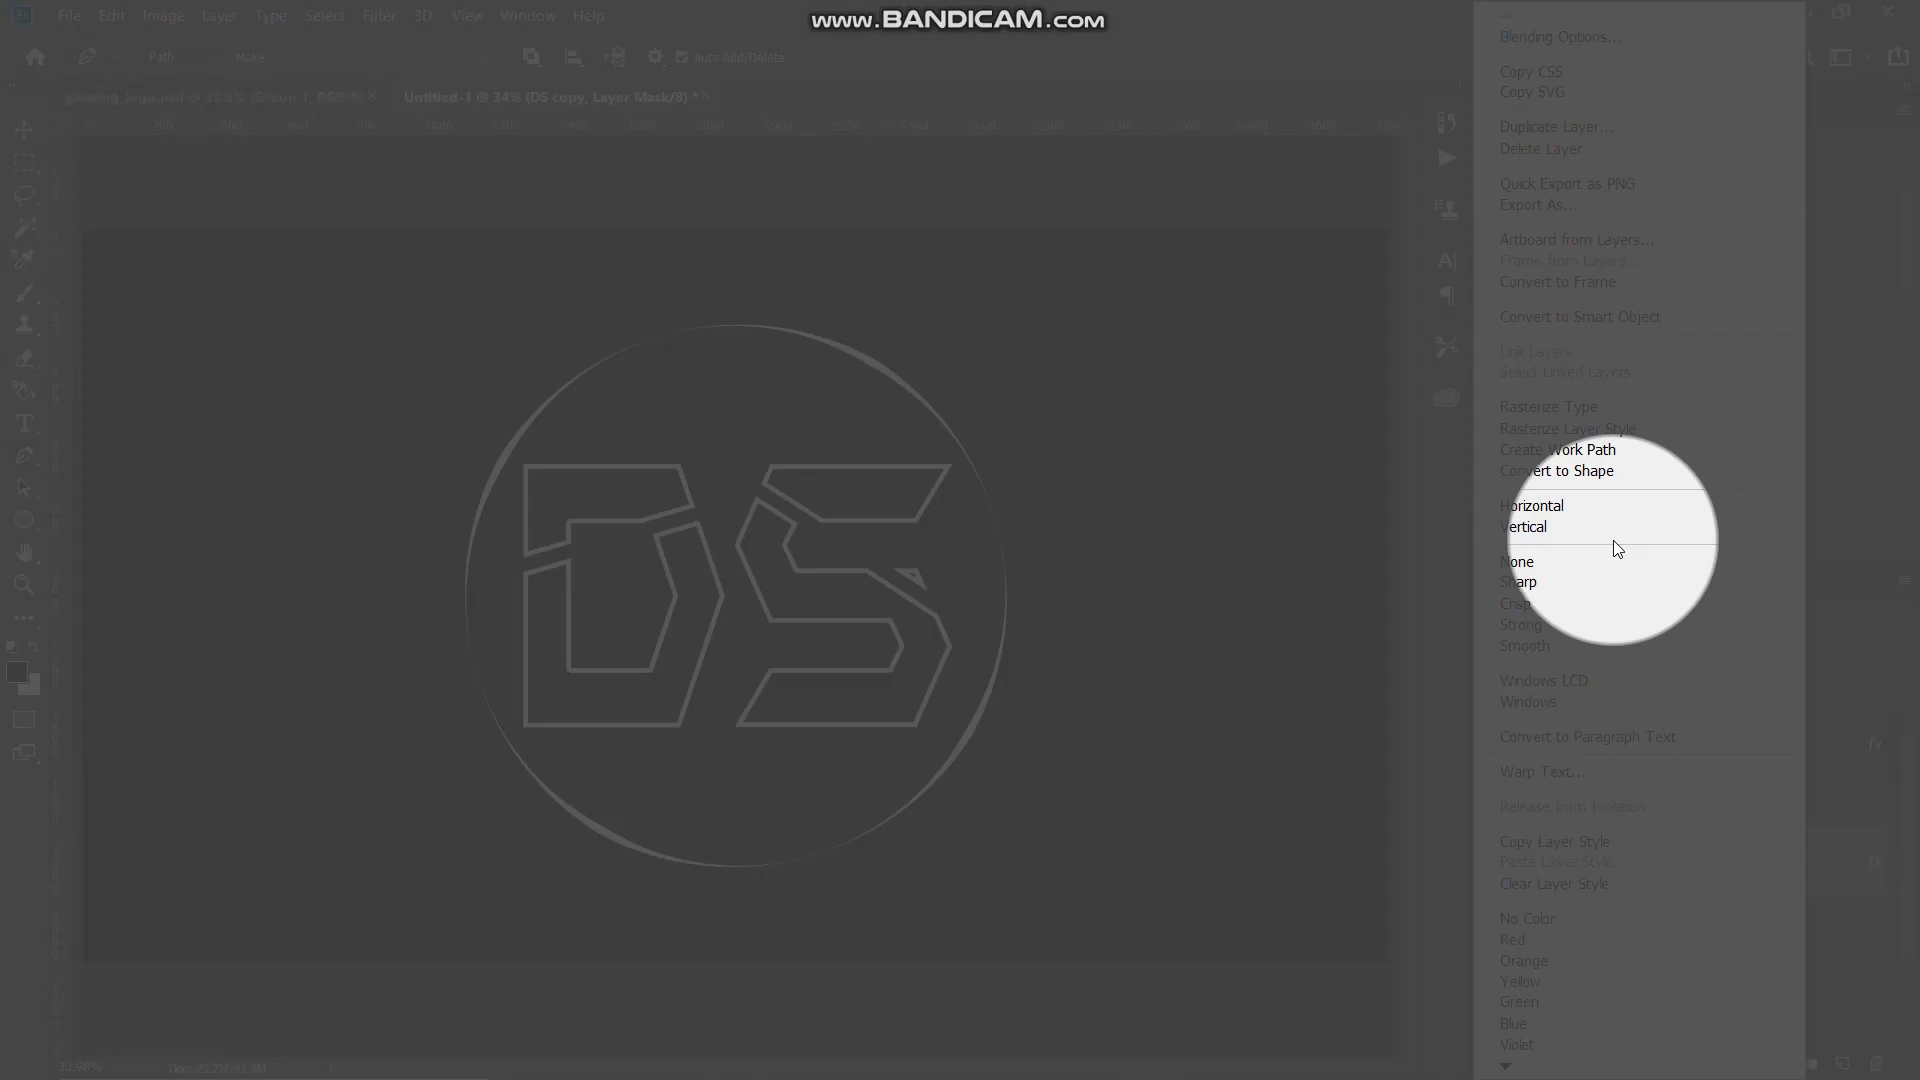 www.BANDICAM.com
Ps File Edit Image Layer Type Select Filter 3D View Window Help
Path Make: Auto Add/Delete
Untitled-1 @ 34% (DS copy, Layer Mask/8) *
DS
33.98%
Blending Options...
Copy CSS
Copy SVG
Duplicate Layer...
Delete Layer
Quick Export as PNG
Export As...
Artboard from Layers...
Frame from Layers...
Convert to Frame
Convert to Smart Object
Link Layers
Select Linked Layers
Rasterize Type
Rasterize Layer Style
Create Work Path
Convert to Shape
Horizontal
Vertical
None
Sharp
Crisp
Strong
Smooth
Windows LCD
Windows
Convert to Paragraph Text
Warp Text...
Release from Isolation
Copy Layer Style
Paste Layer Style
Clear Layer Style
No Color
Red
Orange
Yellow
Green
Blue
Violet
fx